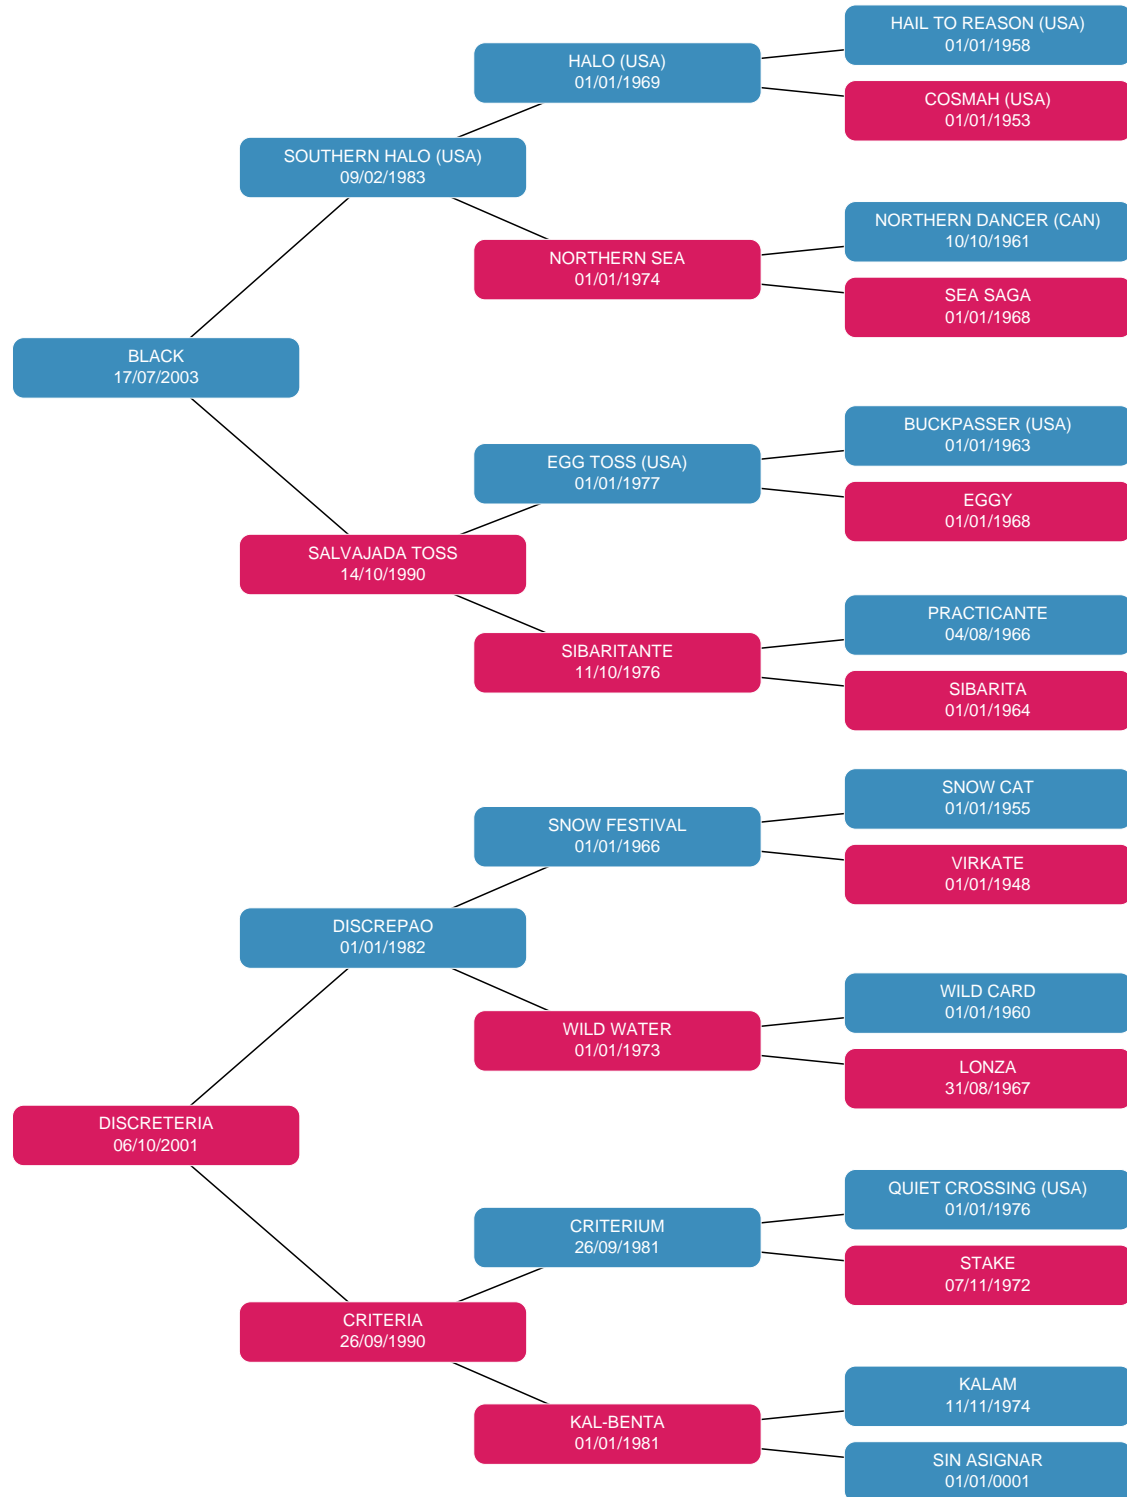 HAIL TO REASON (USA)
01/01/1958
HALO (USA)
01/01/1969
COSMAH (USA)
01/01/1953
SOUTHERN HALO (USA)
09/02/1983
NORTHERN DANCER (CAN)
10/10/1961
NORTHERN SEA
01/01/1974
SEA SAGA
01/01/1968
BLACK
17/07/2003
BUCKPASSER (USA)
01/01/1963
EGG TOSS (USA)
01/01/1977
EGGY
01/01/1968
SALVAJADA TOSS
14/10/1990
PRACTICANTE
04/08/1966
SIBARITANTE
11/10/1976
SIBARITA
01/01/1964
SNOW CAT
01/01/1955
SNOW FESTIVAL
01/01/1966
VIRKATE
01/01/1948
DISCREPAO
01/01/1982
WILD CARD
01/01/1960
WILD WATER
01/01/1973
LONZA
31/08/1967
DISCRETERIA
06/10/2001
QUIET CROSSING (USA)
01/01/1976
CRITERIUM
26/09/1981
STAKE
07/11/1972
CRITERIA
26/09/1990
KALAM
11/11/1974
KAL-BENTA
01/01/1981
SIN ASIGNAR
01/01/0001